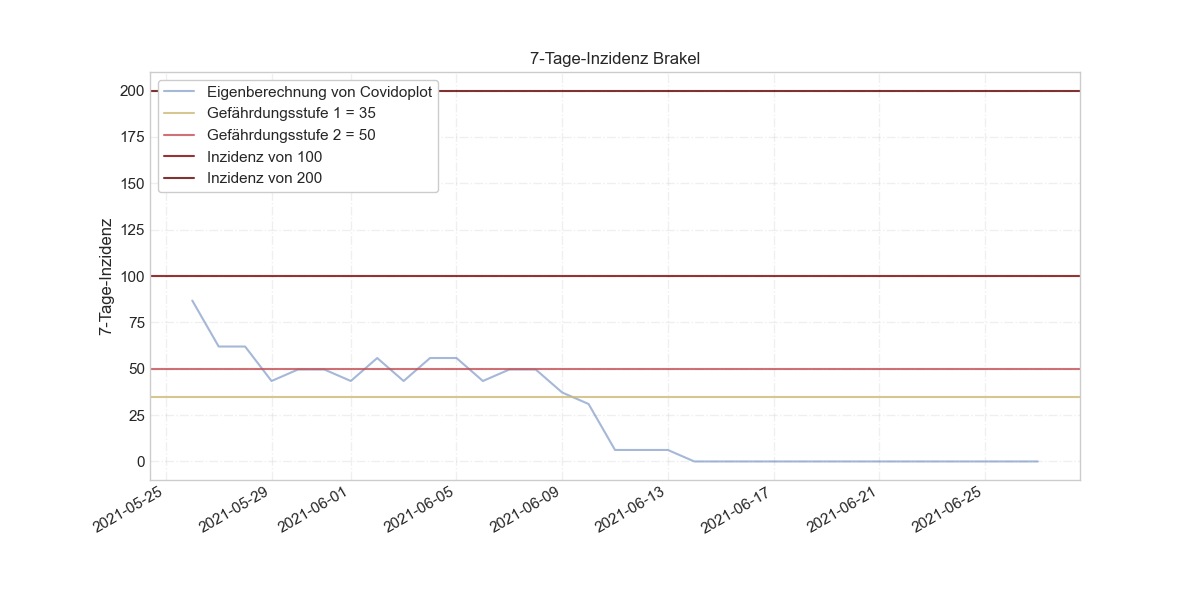 7-Tage-Inzidenz Brakel
Eigenberechnung von Covidoplot
Gefährdungsstufe 1 = 35
Gefährdungsstufe 2 = 50
Inzidenz von 100
Inzidenz von 200
7-Tage-Inzidenz
200
175
150
125
100
75
50
25
0
2021-05-25
2021-05-29
2021-06-01
2021-06-05
2021-06-09
2021-06-13
2021-06-17
2021-06-21
2021-06-25